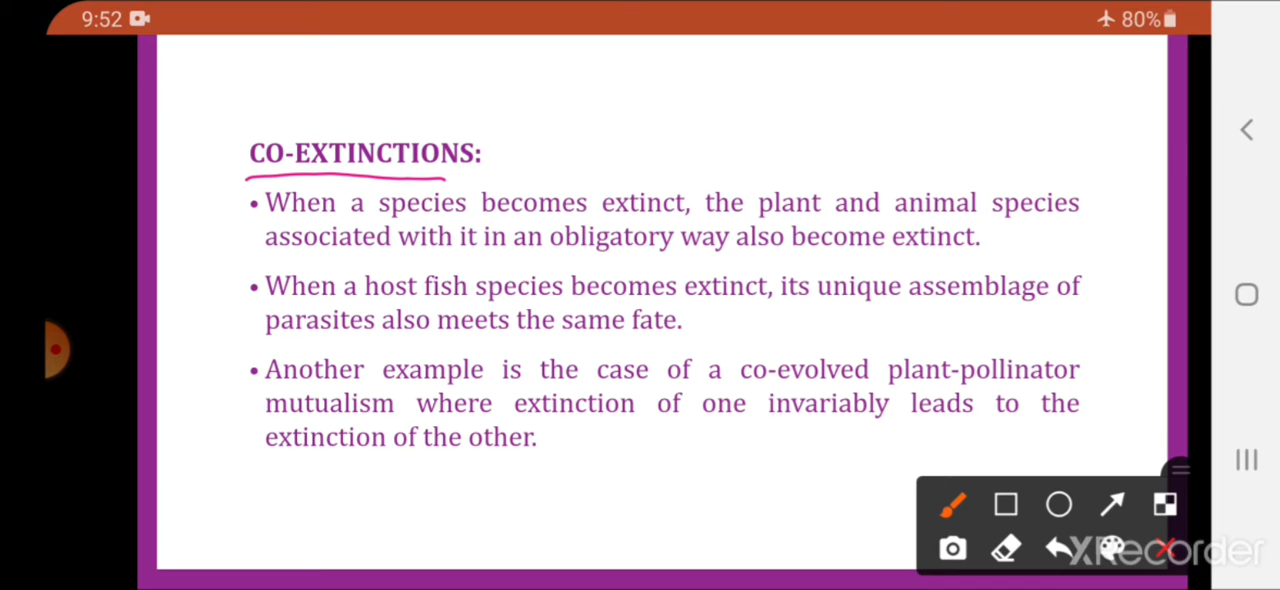 9:52
80%
CO-EXTINCTIONS:
• When a species becomes extinct, the plant and animal species
associated with it in an obligatory way also become extinct.
• When a host fish species becomes extinct, its unique assemblage of
parasites also meets the same fate.
• Another example is the case of a co-evolved plant-pollinator
mutualism where extinction of one invariably leads to the
extinction of the other.
XRecorder